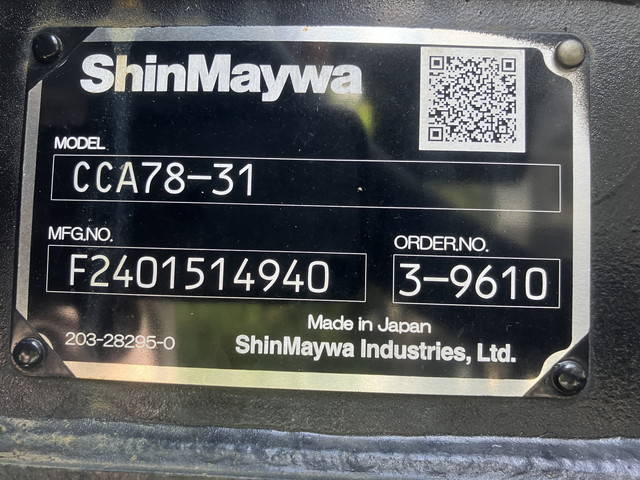 ShinMaywa
MODEL
CCA78-31
MFG.NO.
F2401514940
ORDER.NO.
3-9610
Made in Japan
203-28295-0
ShinMaywa Industries, Ltd.